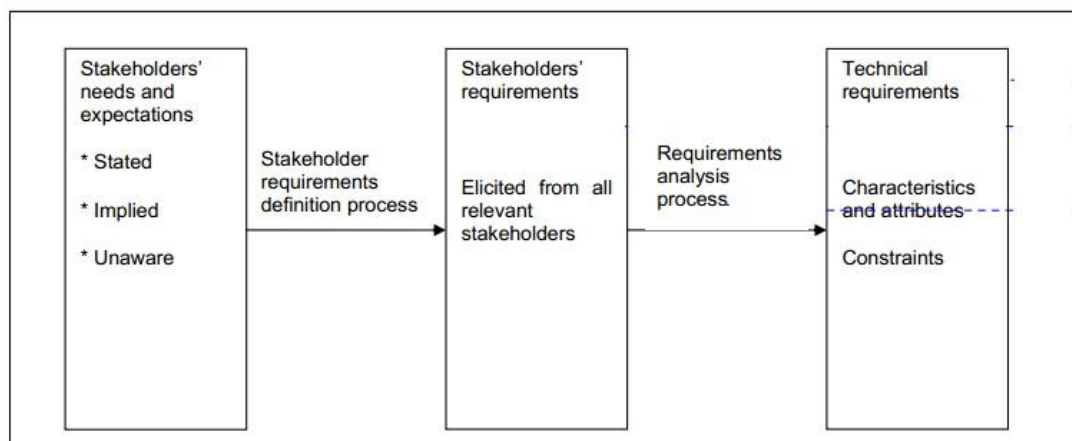 Stakeholders'
needs and
expectations
* Stated
* Implied
* Unaware
Stakeholder
requirements
definition process
Stakeholders'
requirements
Elicited from all
relevant
stakeholders
Requirements
analysis
process.
Technical
requirements
Characteristics
and attributes
Constraints